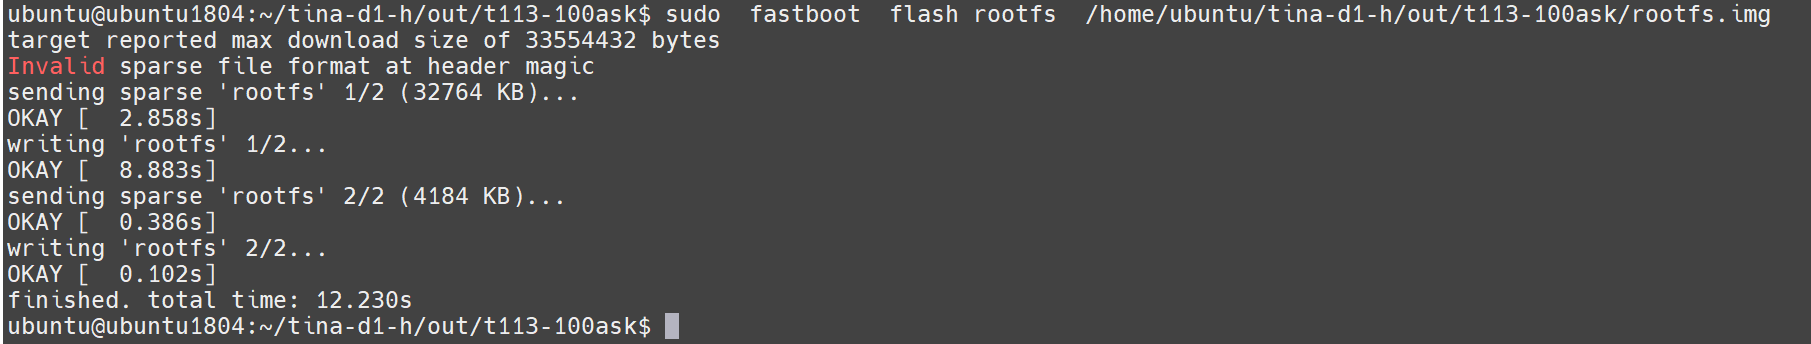 ubuntu@ubuntu1804:~/tina-d1-h/out/t113-100ask$ sudo  fastboot  flash rootfs  /home/ubuntu/tina-d1-h/out/t113-100ask/rootfs.img
target reported max download size of 33554432 bytes
Invalid sparse file format at header magic
sending sparse 'rootfs' 1/2 (32764 KB)...
OKAY [  2.858s]
writing 'rootfs' 1/2...
OKAY [  8.883s]
sending sparse 'rootfs' 2/2 (4184 KB)...
OKAY [  0.386s]
writing 'rootfs' 2/2...
OKAY [  0.102s]
finished. total time: 12.230s
ubuntu@ubuntu1804:~/tina-d1-h/out/t113-100ask$